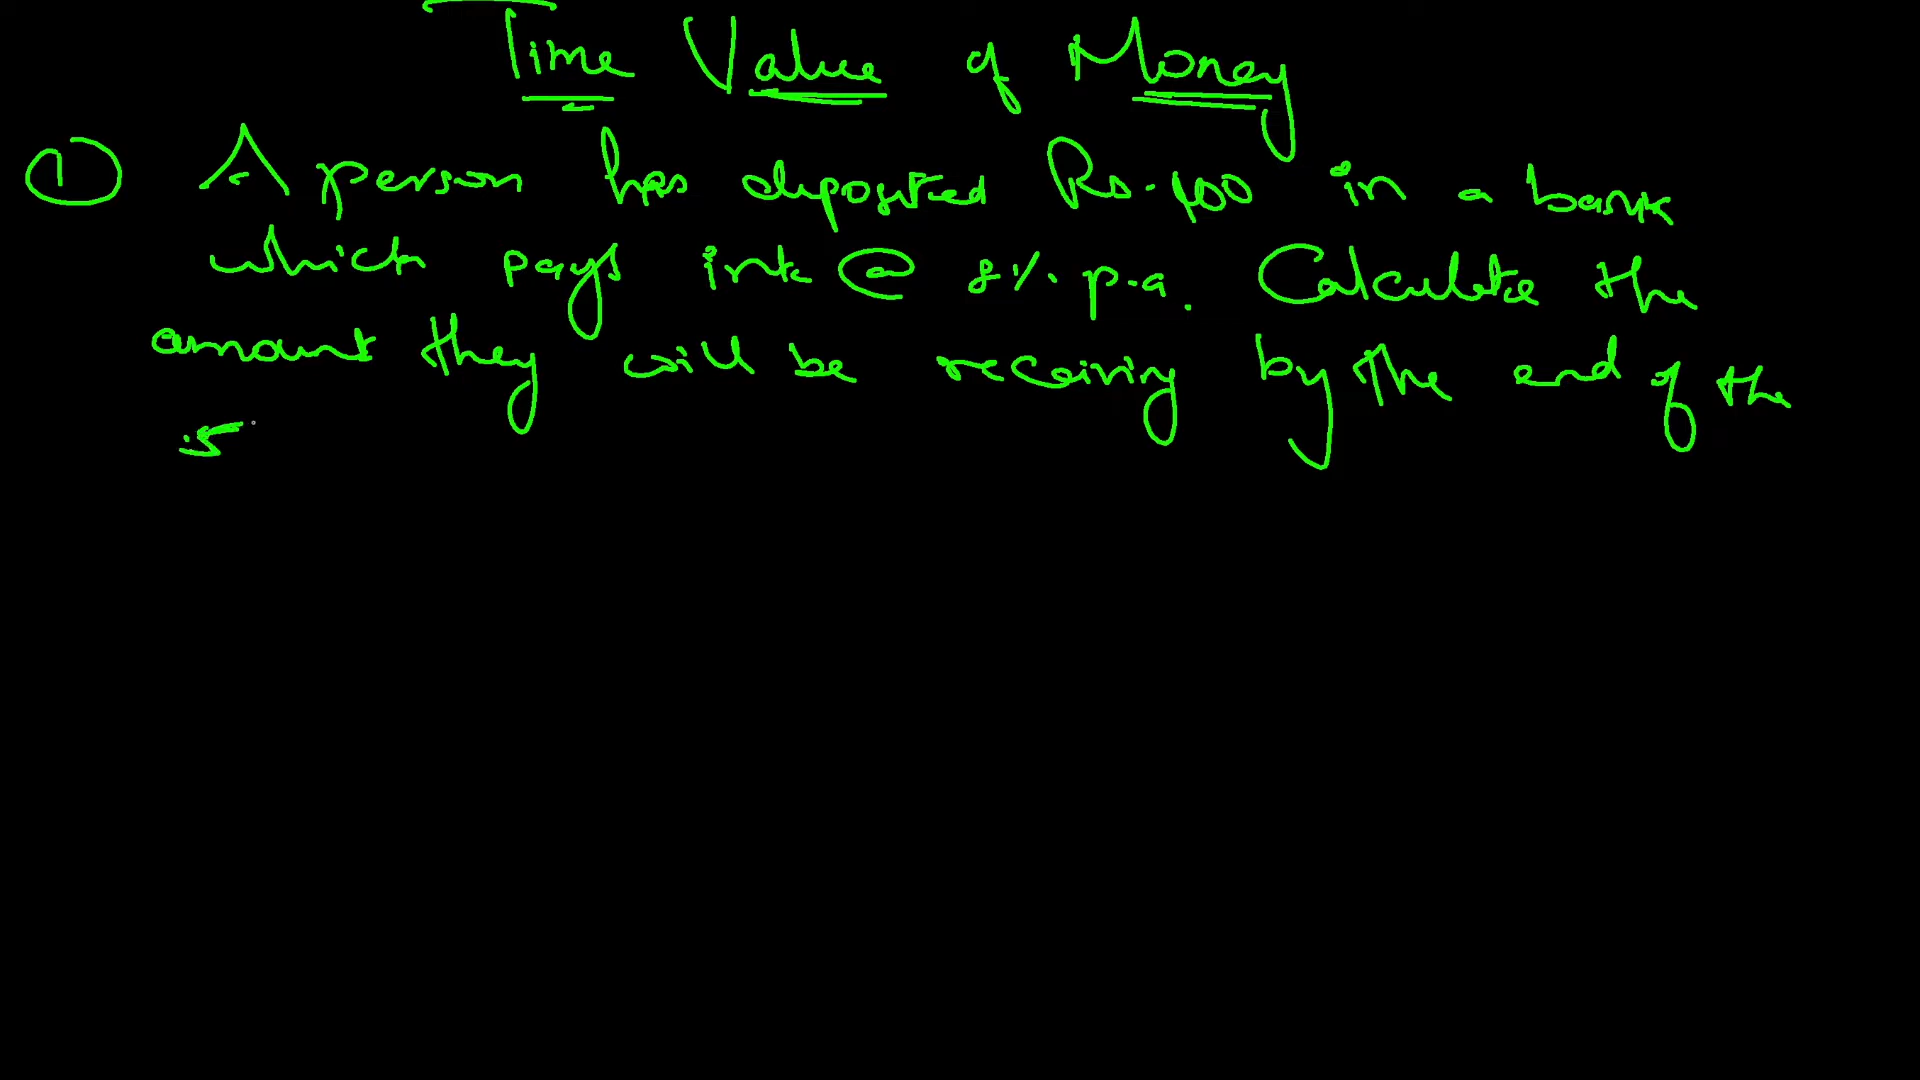 Time Value of Money
① A person has deposited Rs. 100 in a bank
which pays int @ 8% p.a. Calculate the
amount they will be receiving by the end of the
5